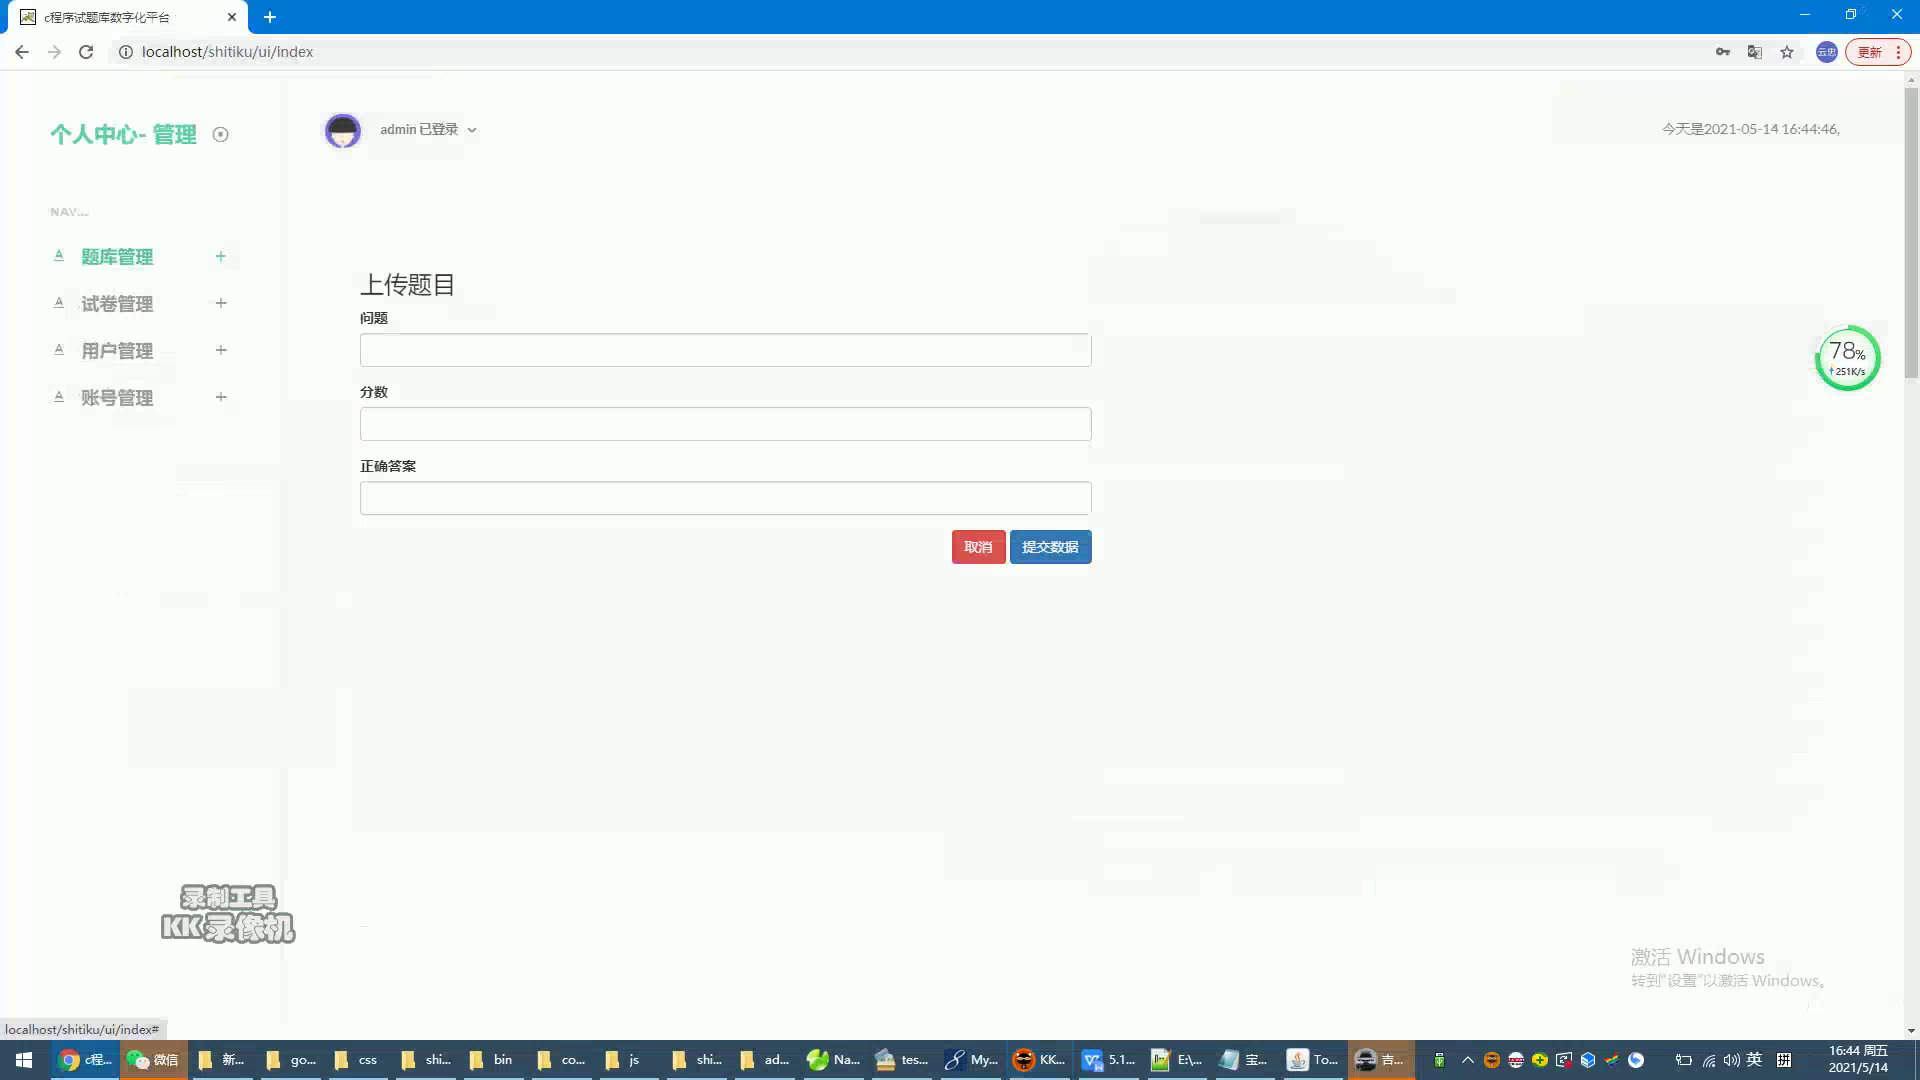 c程序试题库数字化平台
localhost/shitiku/ui/index
云忠
更新
个人中心- 管理
admin 已登录
今天是2021-05-14 16:44:46,
NAV....
题库管理
试卷管理
用户管理
账号管理
上传题目
问题
分数
正确答案
取消
提交数据
78%
↑251K/s
录制工具
KK录像机
激活 Windows
转到"设置"以激活 Windows。
localhost/shitiku/ui/index#
c程...
微信
新...
go...
css
shi...
bin
co...
js
shi...
ad...
Na...
tes...
My...
KK...
5.1...
E:\...
宝...
To...
吉...
英
拼
16:44 周五
2021/5/14